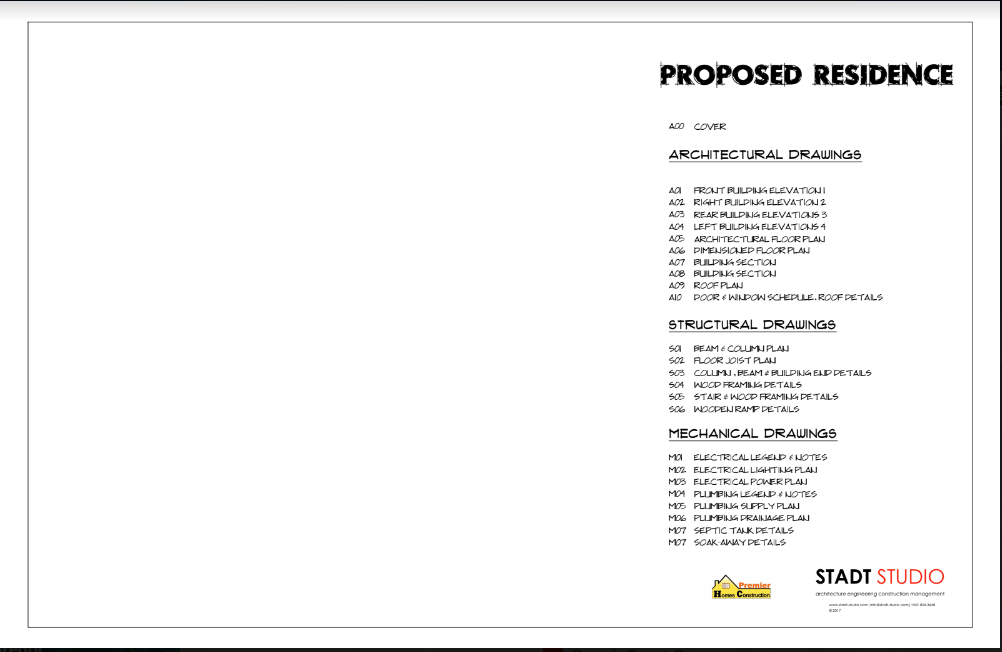 PROPOSED RESIDENCE
A00 COVER
ARCHITECTURAL DRAWINGS
A01 FRONT BUILDING ELEVATION 1
A02 RIGHT BUILDING ELEVATION 2
A03 REAR BUILDING ELEVATIONS 3
A04 LEFT BUILDING ELEVATIONS 4
A05 ARCHITECTURAL FLOOR PLAN
A06 DIMENSIONED FLOOR PLAN
A07 BUILDING SECTION
A08 BUILDING SECTION
A09 ROOF PLAN
A10 DOOR & WINDOW SCHEDULE, ROOF DETAILS
STRUCTURAL DRAWINGS
S01 BEAM & COLUMN PLAN
S02 FLOOR JOIST PLAN
S03 COLUMN , BEAM & BUILDING END DETAILS
S04 WOOD FRAMING DETAILS
S05 STAIR & WOOD FRAMING DETAILS
S06 WOODEN RAMP DETAILS
MECHANICAL DRAWINGS
M01 ELECTRICAL LEGEND & NOTES
M02 ELECTRICAL LIGHTING PLAN
M03 ELECTRICAL POWER PLAN
M04 PLUMBING LEGEND & NOTES
M05 PLUMBING SUPPLY PLAN
M06 PLUMBING DRAINAGE PLAN
M07 SEPTIC TANK DETAILS
M07 SOAK-AWAY DETAILS
Premier
Homes Construction
STADT STUDIO
architecture engineering construction management
© 2017